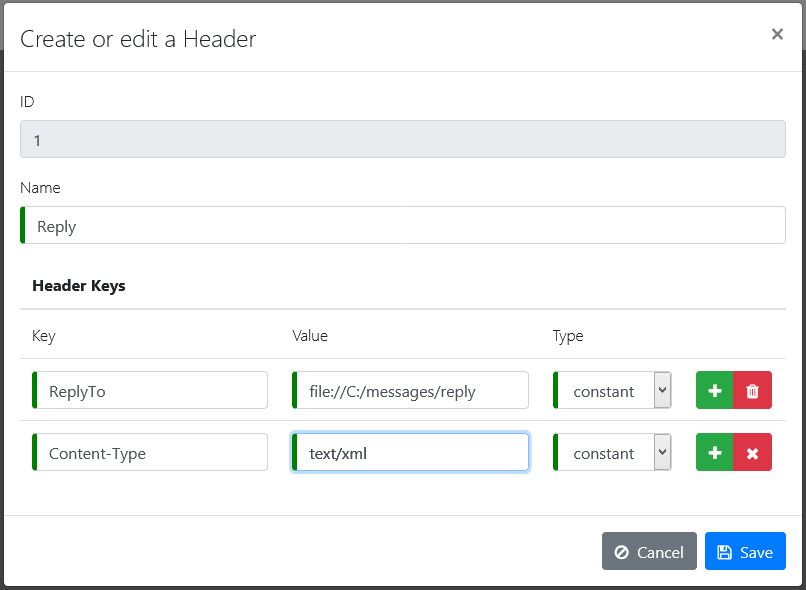 Create or edit a Header ×
ID
1
Name
Reply
Header Keys
Key Value Type
ReplyTo file://C:/messages/reply constant
Content-Type text/xml constant
Cancel Save